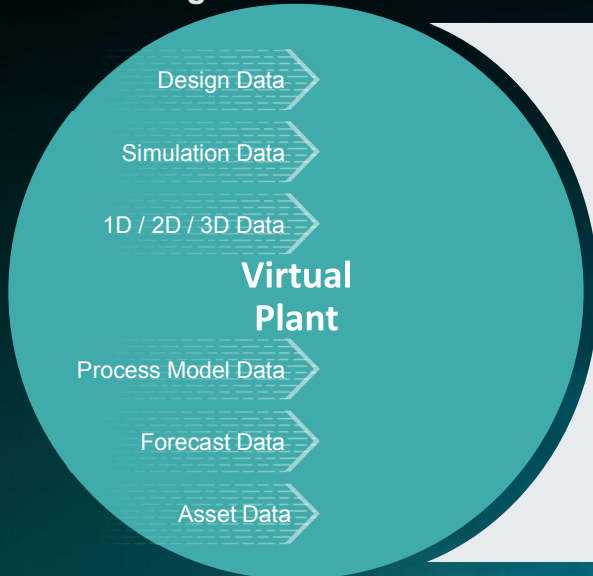 Design Data
Simulation Data
1D / 2D / 3D Data
Virtual
Plant
Process Model Data
Forecast Data
Asset Data